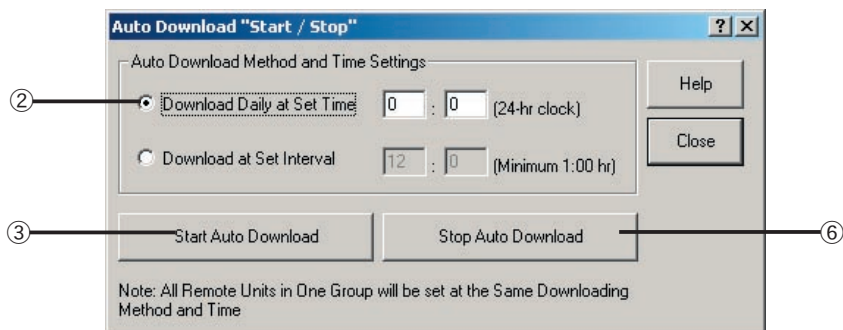 Auto Download "Start / Stop"
Auto Download Method and Time Settings
② Download Daily at Set Time 0 : 0 (24-hr clock)
Help
Download at Set Interval 12 : 0 (Minimum 1:00 hr)
Close
③ Start Auto Download Stop Auto Download ⑥
Note: All Remote Units in One Group will be set at the Same Downloading
Method and Time